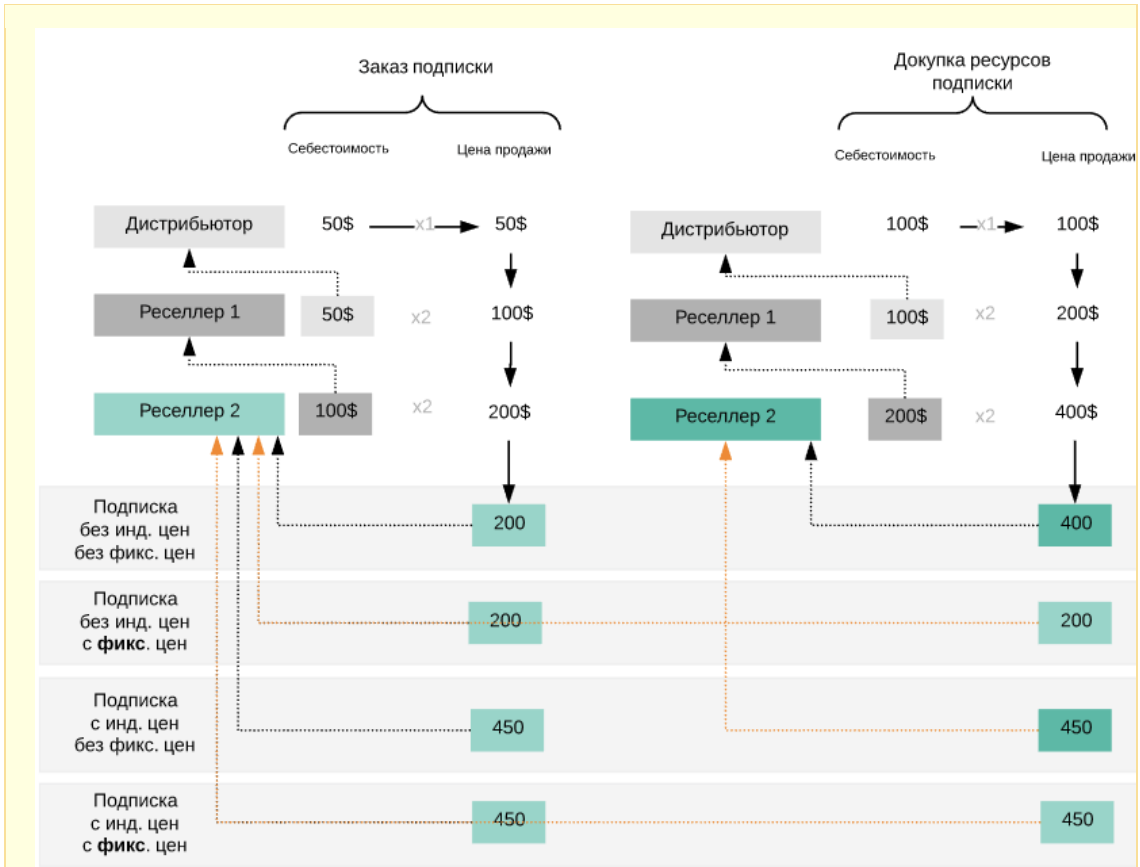 Заказ подписки
Докупка ресурсов
подписки
Себестоимость
Цена продажи
Себестоимость
Цена продажи
Дистрибьютор
50$
x1
50$
Дистрибьютор
100$
x1
100$
Реселлер 1
50$
x2
100$
Реселлер 1
100$
x2
200$
Реселлер 2
100$
x2
200$
Реселлер 2
200$
x2
400$
Подписка
без инд. цен
без фикс. цен
200
400
Подписка
без инд. цен
с фикс. цен
200
200
Подписка
с инд. цен
без фикс. цен
450
450
Подписка
с инд. цен
с фикс. цен
450
450